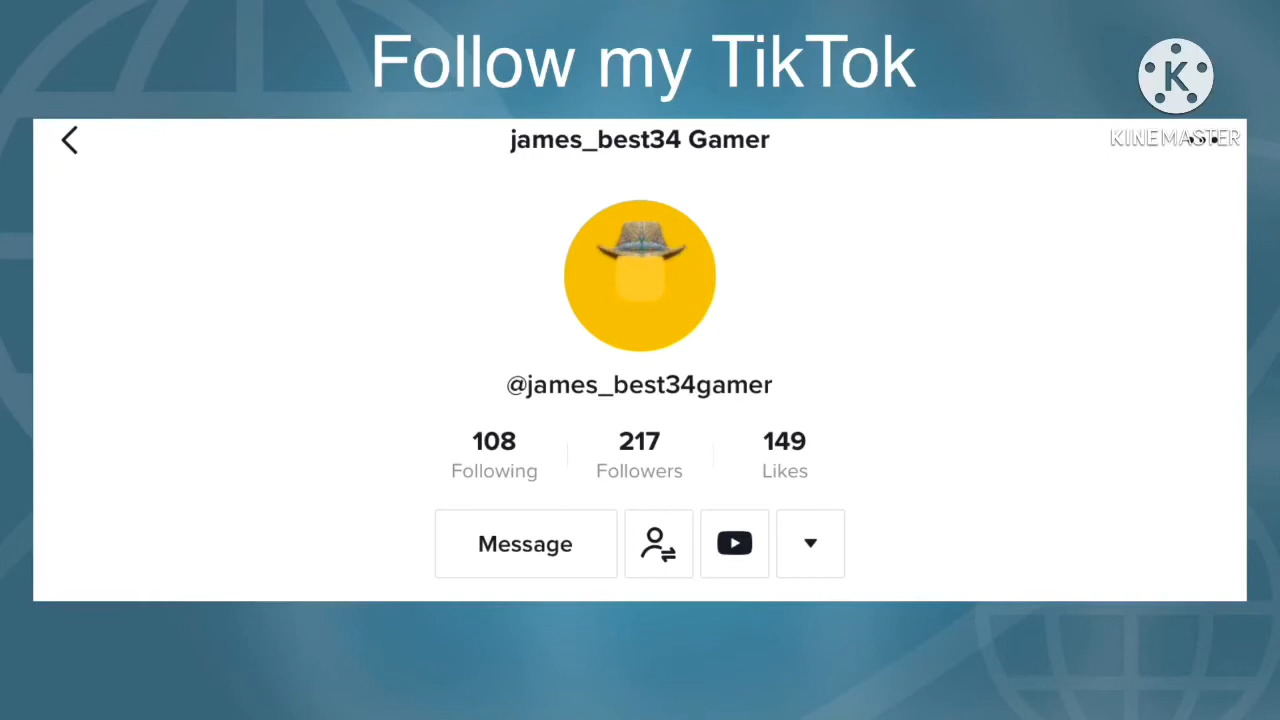 Follow my TikTok
K
KINEMASTER
james_best34 Gamer
@james_best34gamer
108 217 149
Following Followers Likes
Message